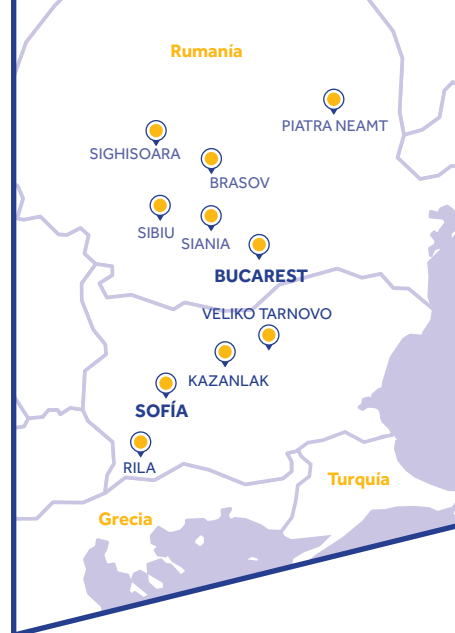 Rumanía
PIATRA NEAMT
SIGHISOARA
BRASOV
SIBIU
SIANIA
BUCAREST
VELIKO TARNOVO
KAZANLAK
SOFÍA
RILA
Turquía
Grecia